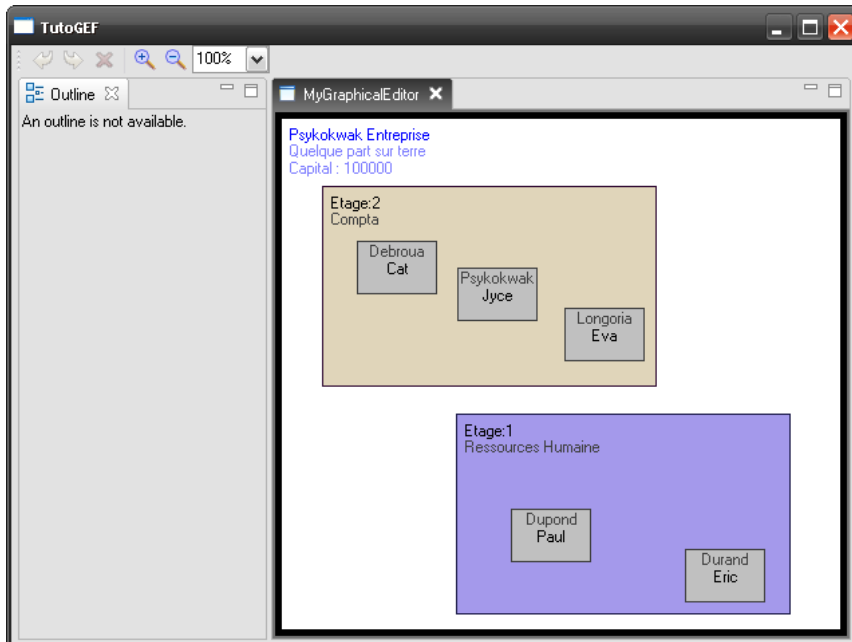 TutoGEF
100%
Outline
An outline is not available.
MyGraphicalEditor
Psykokwak Entreprise
Quelque part sur terre
Capital : 100000
Etage:2
Compta
Debroua
Cat
Psykokwak
Jyce
Longoria
Eva
Etage:1
Ressources Humaine
Dupond
Paul
Durand
Eric